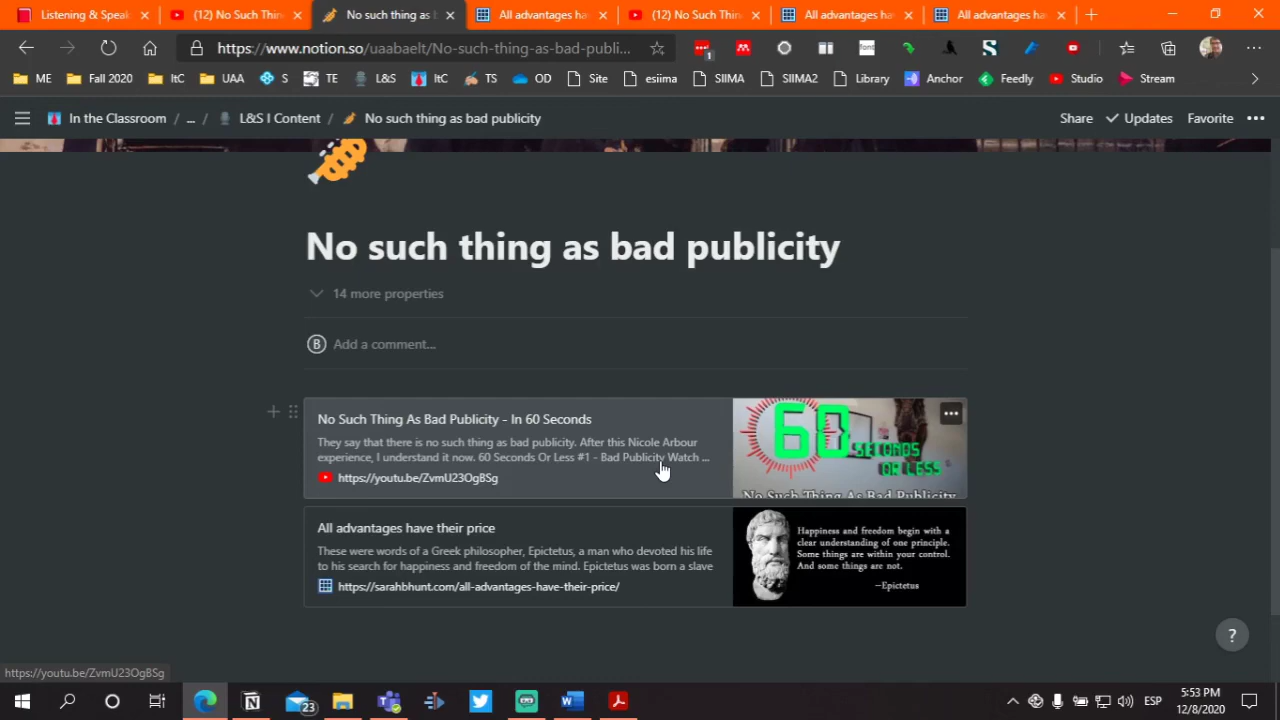 Listening & Speak
(12) No Such Thin
No such thing as b
All advantages hav
(12) No Such Thin
All advantages hav
All advantages hav
https://www.notion.so/uaabaelt/No-such-thing-as-bad-publi...
1
ME
Fall 2020
ItC
UAA
S
TE
L&S
ItC
TS
OD
Site
esiima
SIIMA
SIIMA2
Library
Anchor
Feedly
Studio
Stream
In the Classroom / ... / L&S I Content / No such thing as bad publicity
Share
Updates
Favorite
No such thing as bad publicity
14 more properties
B
Add a comment...
No Such Thing As Bad Publicity - In 60 Seconds
They say that there is no such thing as bad publicity. After this Nicole Arbour
experience, I understand it now. 60 Seconds Or Less #1 - Bad Publicity Watch ...
https://youtu.be/ZvmU23OgBSg
60
SECONDS
OR LESS
No Such Thing As Bad Publicity
All advantages have their price
These were words of a Greek philosopher, Epictetus, a man who devoted his life
to his search for happiness and freedom of the mind. Epictetus was born a slave
https://sarahbhunt.com/all-advantages-have-their-price/
Happiness and freedom begin with a
clear understanding of one principle.
Some things are within your control.
And some things are not.
—Epictetus
?
https://youtu.be/ZvmU23OgBSg
23
ESP
5:53 PM
12/8/2020